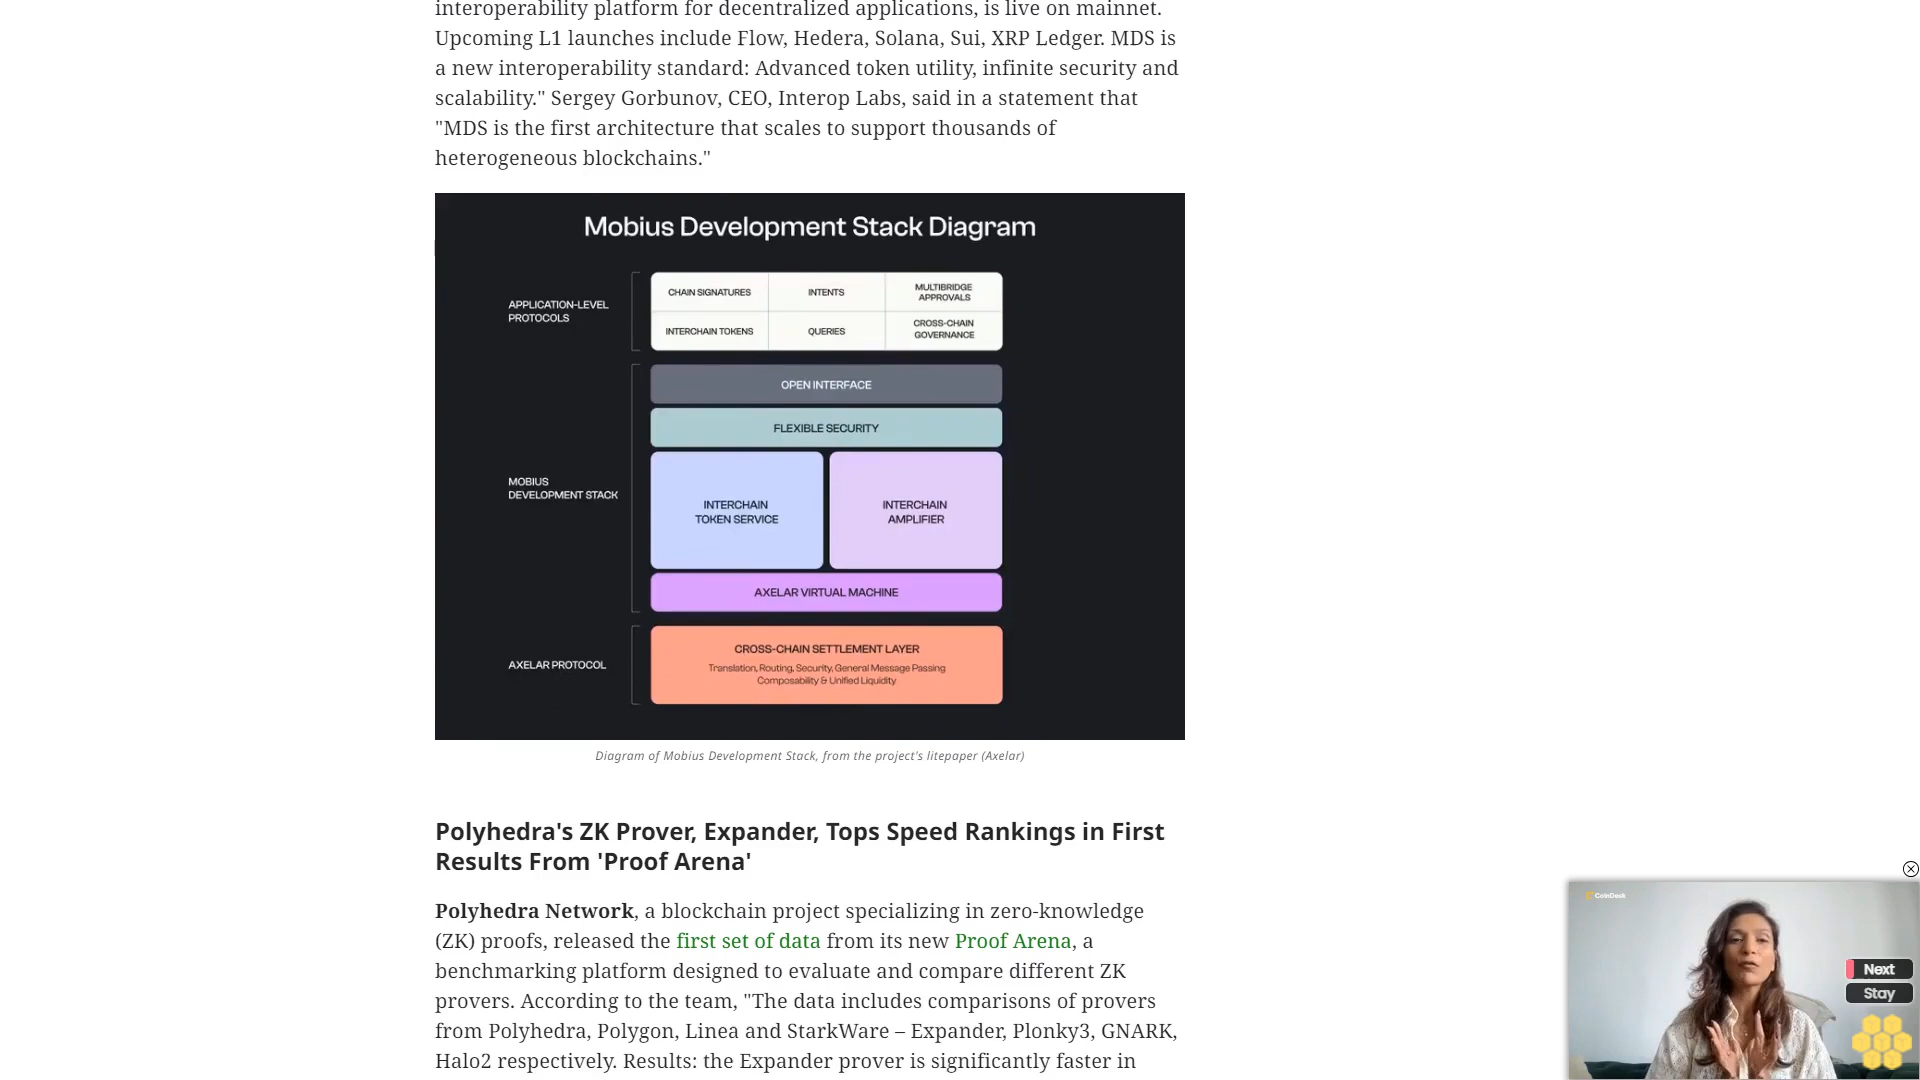 interoperability platform for decentralized applications, is live on mainnet.
Upcoming L1 launches include Flow, Hedera, Solana, Sui, XRP Ledger. MDS is
a new interoperability standard: Advanced token utility, infinite security and
scalability." Sergey Gorbunov, CEO, Interop Labs, said in a statement that
"MDS is the first architecture that scales to support thousands of
heterogeneous blockchains."
Mobius Development Stack Diagram
APPLICATION-LEVEL
PROTOCOLS
CHAIN SIGNATURES
INTENTS
MULTIBRIDGE
APPROVALS
INTERCHAIN TOKENS
QUERIES
CROSS-CHAIN
GOVERNANCE
MOBIUS
DEVELOPMENT STACK
OPEN INTERFACE
FLEXIBLE SECURITY
INTERCHAIN
TOKEN SERVICE
INTERCHAIN
AMPLIFIER
AXELAR VIRTUAL MACHINE
AXELAR PROTOCOL
CROSS-CHAIN SETTLEMENT LAYER
Translation, Routing, Security, General Message Passing
Composability & Unified Liquidity
Diagram of Mobius Development Stack, from the project's litepaper (Axelar)
Polyhedra's ZK Prover, Expander, Tops Speed Rankings in First
Results From 'Proof Arena'
Polyhedra Network, a blockchain project specializing in zero-knowledge
(ZK) proofs, released the first set of data from its new Proof Arena, a
benchmarking platform designed to evaluate and compare different ZK
provers. According to the team, "The data includes comparisons of provers
from Polyhedra, Polygon, Linea and StarkWare – Expander, Plonky3, GNARK,
Halo2 respectively. Results: the Expander prover is significantly faster in
CoinDesk
Next
Stay